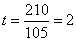 t = 210/105 = 2